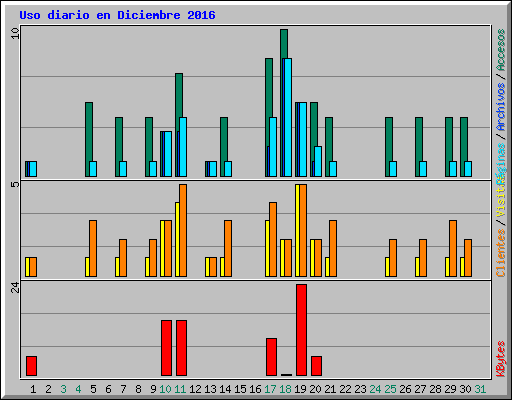 Uso diario en Diciembre 2016
10
5
24
Accesos / Archivos / Páginas
Clientes / visitas
KBytes
1 2 3 4 5 6 7 8 9 10 11 12 13 14 15 16 17 18 19 20 21 22 23 24 25 26 27 28 29 30 31